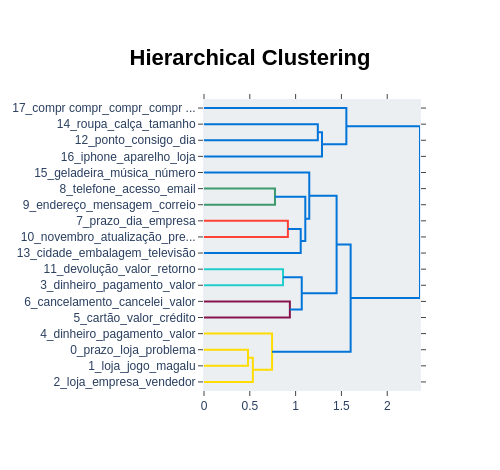 Hierarchical Clustering
17_compr compr_compr_compr ...
14_roupa_calça_tamanho
12_ponto_consigo_dia
16_iphone_aparelho_loja
15_geladeira_música_número
8_telefone_acesso_email
9_endereço_mensagem_correio
7_prazo_dia_empresa
10_novembro_atualização_pre...
13_cidade_embalagem_televisão
11_devolução_valor_retorno
3_dinheiro_pagamento_valor
6_cancelamento_cancelei_valor
5_cartão_valor_crédito
4_dinheiro_pagamento_valor
0_prazo_loja_problema
1_loja_jogo_magalu
2_loja_empresa_vendedor
0 0.5 1 1.5 2